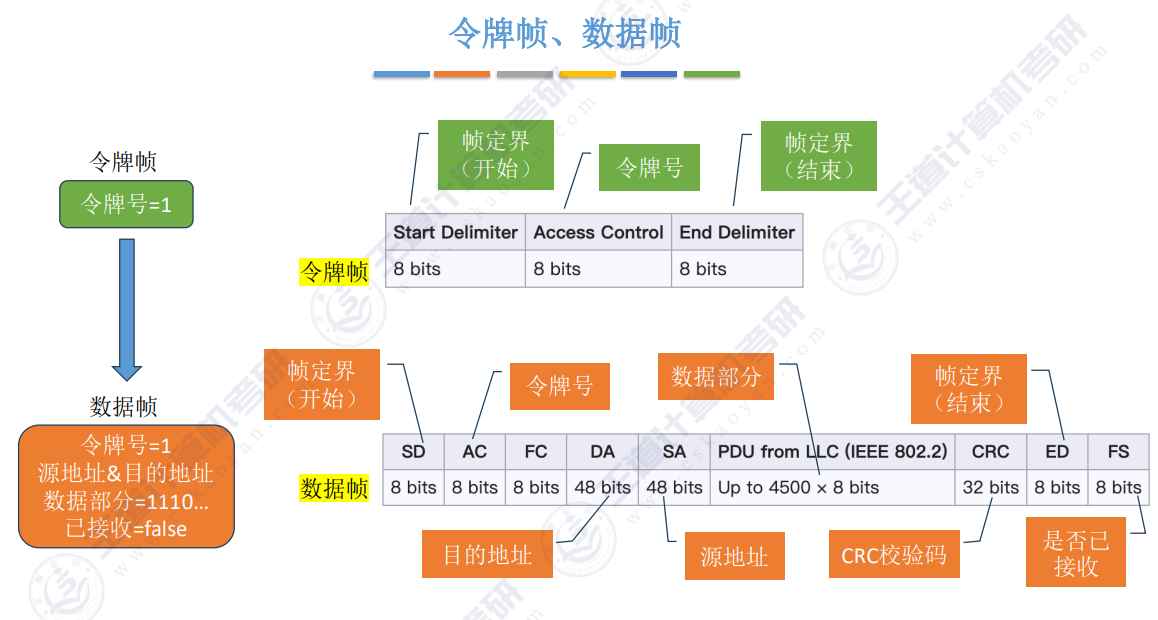 令牌帧、数据帧
令牌帧
令牌号=1
数据帧
令牌号=1
源地址&目的地址
数据部分=1110...
已接收=false
帧定界
（开始）
令牌号
帧定界
（结束）
令牌帧
Start Delimiter Access Control End Delimiter
8 bits 8 bits 8 bits
帧定界
（开始）
令牌号
数据部分
帧定界
（结束）
数据帧
SD AC FC DA SA PDU from LLC (IEEE 802.2) CRC ED FS
8 bits 8 bits 8 bits 48 bits 48 bits Up to 4500 × 8 bits 32 bits 8 bits 8 bits
目的地址
源地址
CRC校验码
是否已
接收
王道计算机考研
www.cskaoyan.com